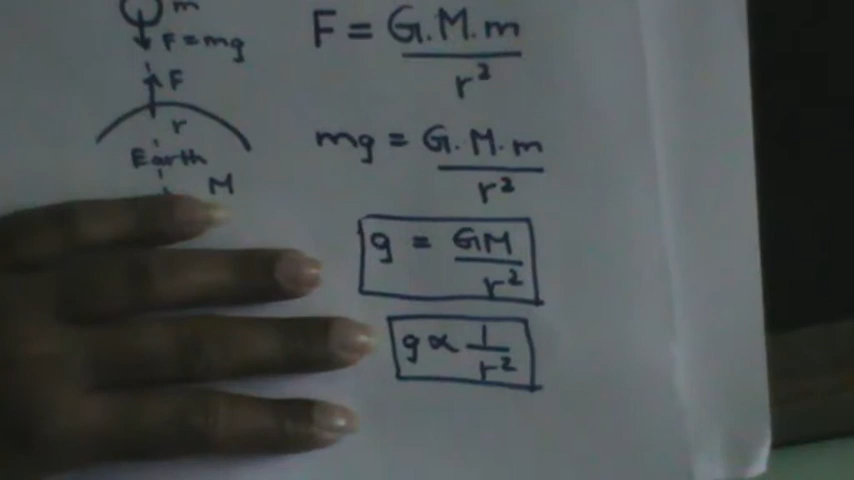 m
F = mg
F
r
Earth
M
F = G.M.m / r²
mg = G.M.m / r²
g = GM / r²
g ∝ 1 / r²